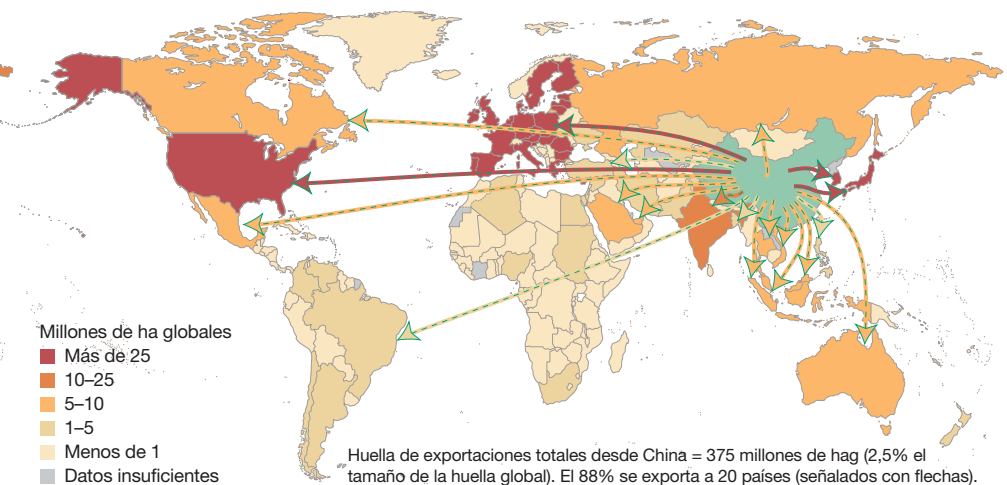 Millones de ha globales
Más de 25
10–25
5–10
1–5
Menos de 1
Datos insuficientes
Huella de exportaciones totales desde China = 375 millones de hag (2,5% el
tamaño de la huella global). El 88% se exporta a 20 países (señalados con flechas).